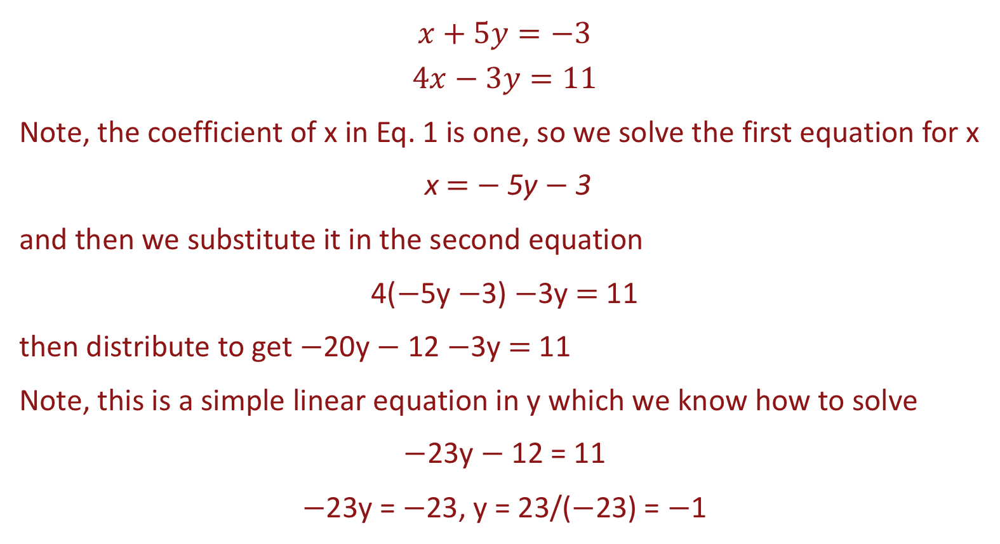 x + 5y = −3
4x − 3y = 11
Note, the coefficient of x in Eq. 1 is one, so we solve the first equation for x
x = − 5y − 3
and then we substitute it in the second equation
4(−5y −3) −3y = 11
then distribute to get −20y − 12 −3y = 11
Note, this is a simple linear equation in y which we know how to solve
−23y − 12 = 11
−23y = −23, y = 23/(−23) = −1